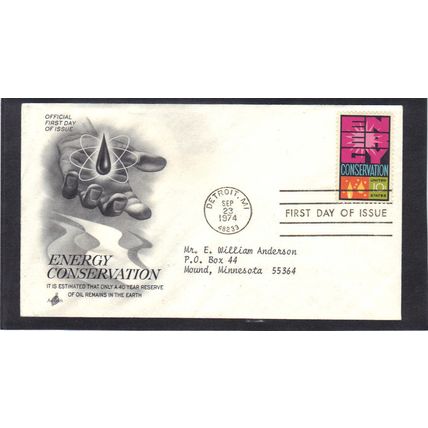 OFFICIAL
FIRST DAY
OF ISSUE
ENERGY
CONSERVATION
IT IS ESTIMATED THAT ONLY A 40 YEAR RESERVE
OF OIL REMAINS IN THE EARTH
DETROIT, MI
SEP
23
1974
48233
ENERGY
CONSERVATION
UNITED
10c
STATES
FIRST DAY OF ISSUE
Mr. E. William Anderson
P.O. Box 44
Mound, Minnesota 55364